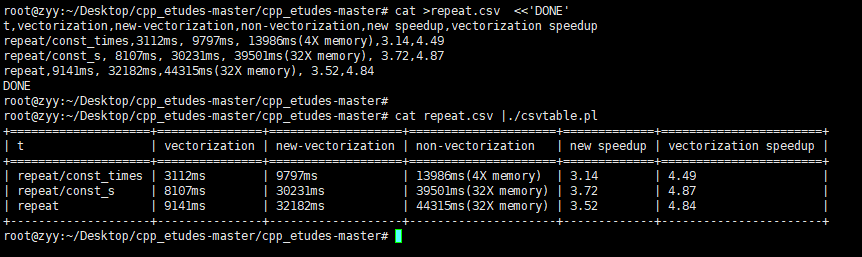 root@zyy:~/Desktop/cpp_etudes-master/cpp_etudes-master# cat >repeat.csv  <<'DONE'
t,vectorization,new-vectorization,non-vectorization,new speedup,vectorization speedup
repeat/const_times,3112ms, 9797ms, 13986ms(4X memory),3.14,4.49
repeat/const_s, 8107ms, 30231ms, 39501ms(32X memory), 3.72,4.87
repeat,9141ms, 32182ms,44315ms(32X memory), 3.52,4.84
DONE
root@zyy:~/Desktop/cpp_etudes-master/cpp_etudes-master#
root@zyy:~/Desktop/cpp_etudes-master/cpp_etudes-master# cat repeat.csv |./csvtable.pl
+====================+===============+===================+=====================+=============+=======================+
| t                  | vectorization | new-vectorization | non-vectorization   | new speedup | vectorization speedup |
+====================+===============+===================+=====================+=============+=======================+
| repeat/const_times | 3112ms        | 9797ms            | 13986ms(4X memory)  | 3.14        | 4.49                  |
| repeat/const_s     | 8107ms        | 30231ms           | 39501ms(32X memory) | 3.72        | 4.87                  |
| repeat             | 9141ms        | 32182ms           | 44315ms(32X memory) | 3.52        | 4.84                  |
+--------------------+---------------+-------------------+---------------------+-------------+-----------------------+
root@zyy:~/Desktop/cpp_etudes-master/cpp_etudes-master#